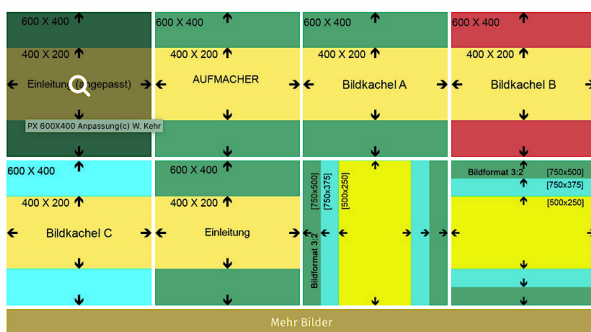 600 X 400
400 X 200
Einleitung (angepasst)
PX 600X400 Anpassung(c) W. Kehr
600 X 400
400 X 200
AUFMACHER
600 X 400
400 X 200
Bildkachel A
600 X 400
400 X 200
Bildkachel B
600 X 400
400 X 200
Bildkachel C
600 X 400
400 X 200
Einleitung
Bildformat 3:2
[750x500]
[750x375]
[500x250]
Bildformat 3:2
[750x500]
[750x375]
[500x250]
Mehr Bilder